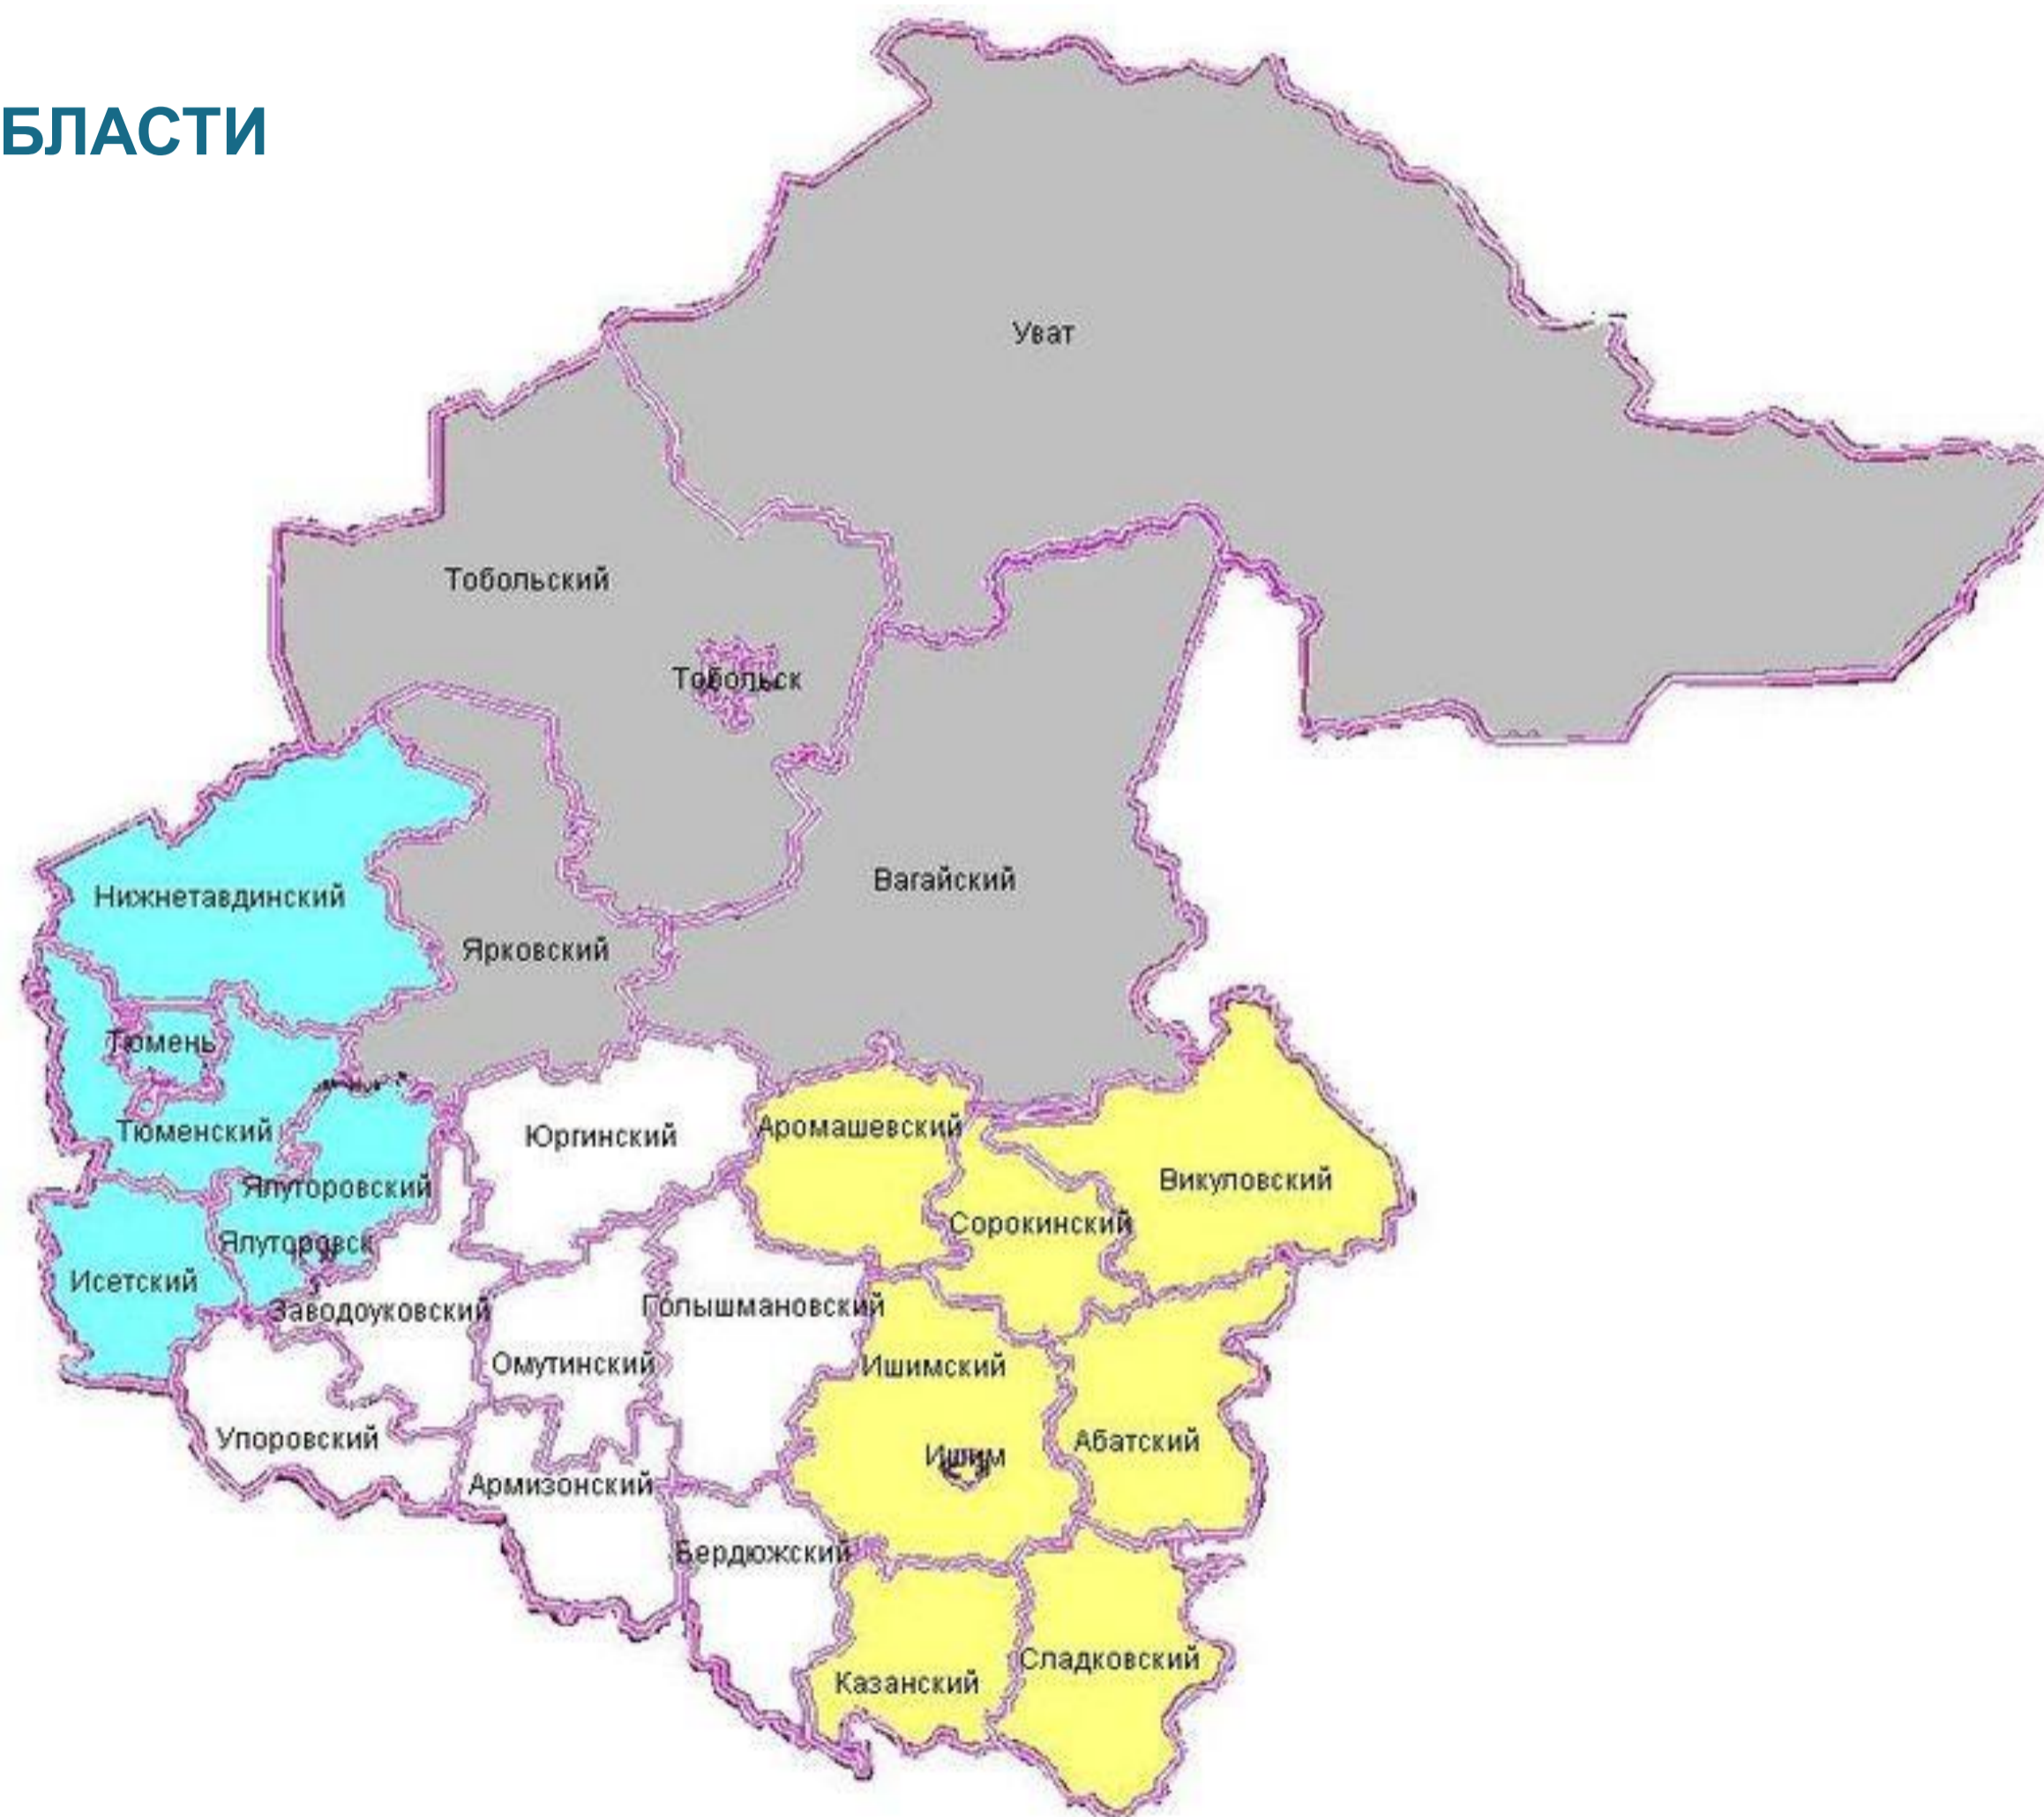 БЛАСТИ
Уват
Тобольский
Тобольск
Вагайский
Нижнетавдинский
Ярковский
Тюмень
Тюменский
Юргинский
Аромашевский
Викуловский
Ялуторовский
Сорокинский
Ялуторовск
Исетский
Заводоуковский
Голышмановский
Омутинский
Ишимский
Упоровский
Абатский
Ишим
Армизонский
Бердюжский
Сладковский
Казанский